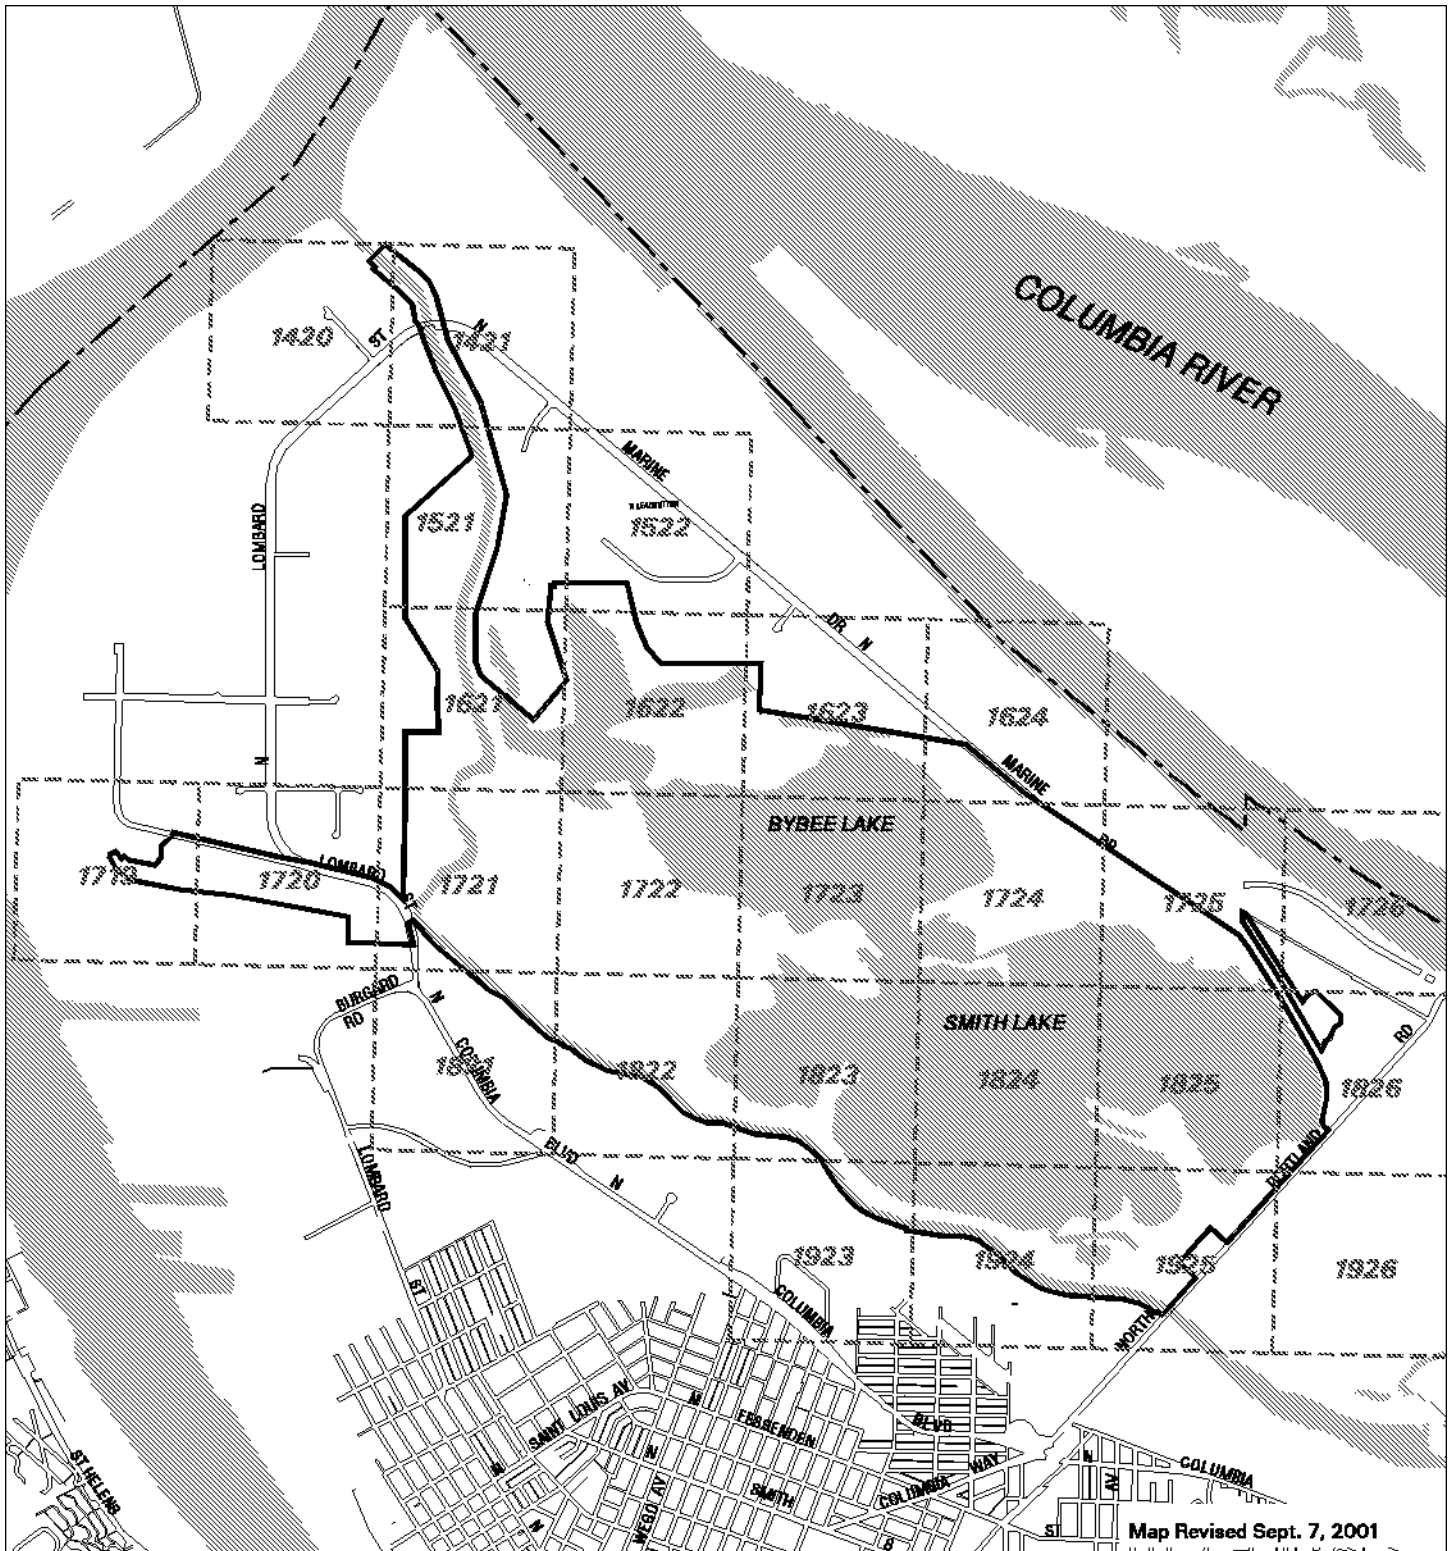 COLUMBIA RIVER
1420
ST
N
1421
MARINE
LOMBARD
1521
1522
DR N
1621
1622
1623
1624
N
MARINE
BYBEE LAKE
DR
LOMBARD
ST
1719
1720
1721
1722
1723
1724
1725
1726
BURGARD
RD
N
SMITH LAKE
RD
COLUMBIA
1822
1823
1824
1825
1826
BLVD
N
LOMBARD
PORTLAND
1923
1924
1925
1926
ST
COLUMBIA
NORTH
SAINT LOUIS AV
N
FESSENDEN
BLVD
N
N
SMITH
COLUMBIA WAY
N
AV
COLUMBIA
ST HELENS
N
ST
Map Revised Sept. 7, 2001